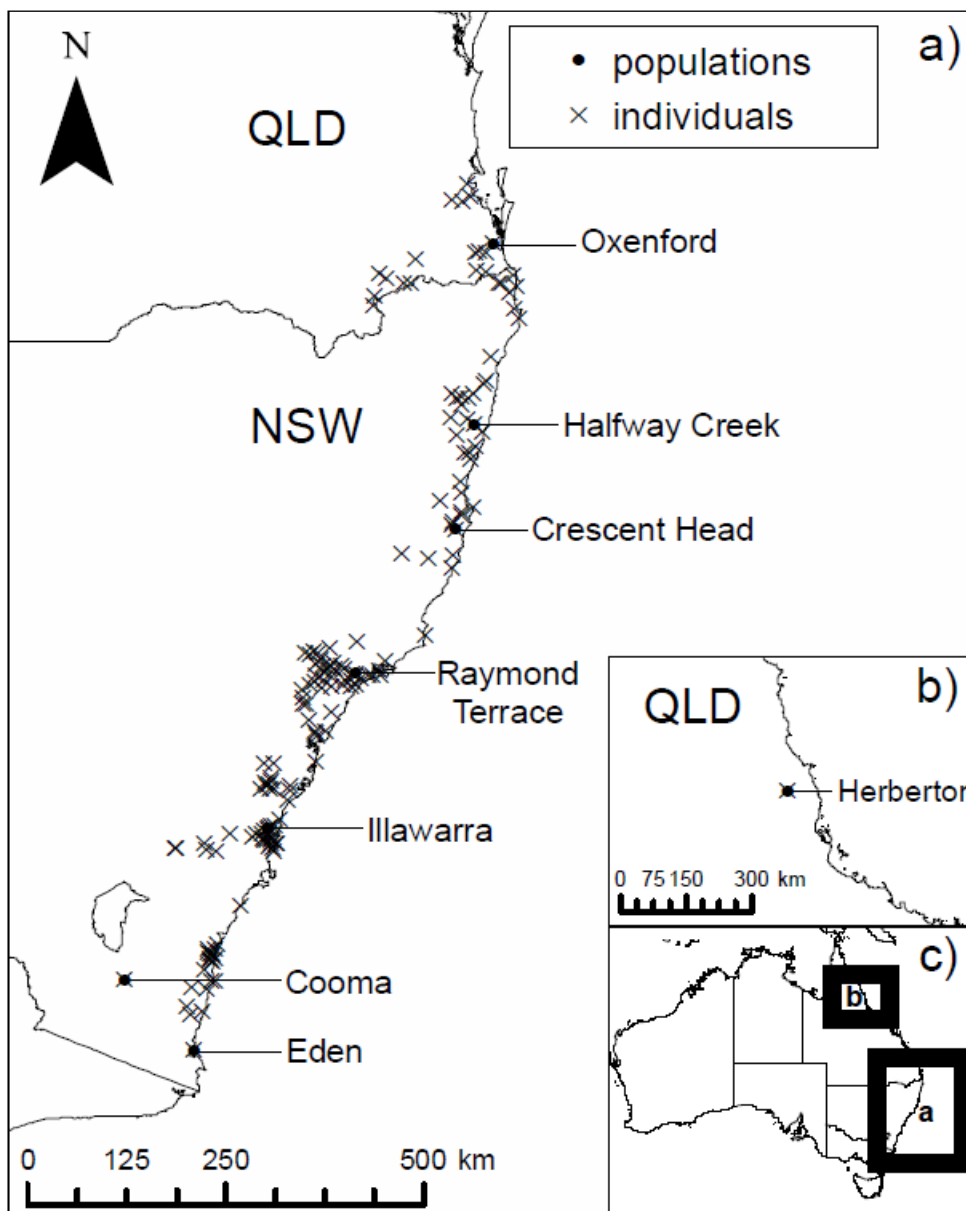 N
a)
populations
individuals
QLD
Oxenford
NSW
Halfway Creek
Crescent Head
Raymond
Terrace
Illawarra
Cooma
Eden
0 125 250 500 km
b)
QLD
Herberton
0 75 150 300 km
c)
b
a